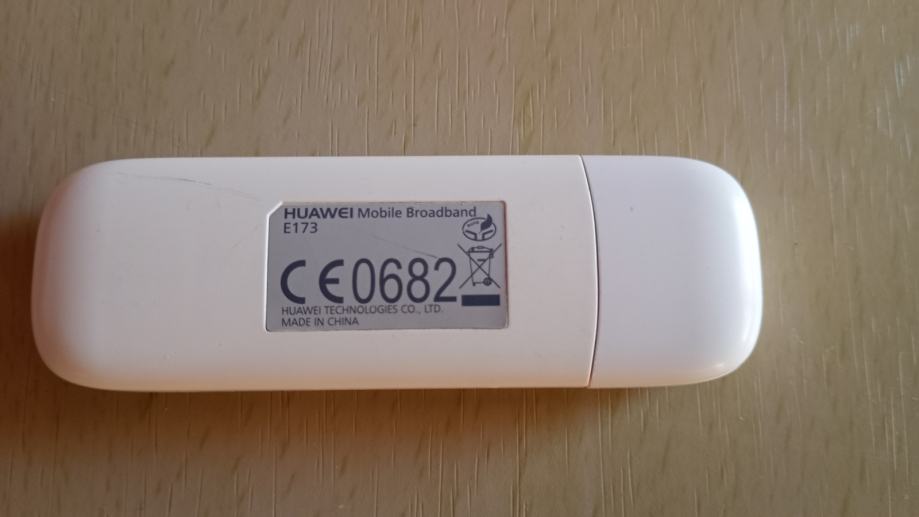 HUAWEI Mobile Broadband
E173
CE0682
HUAWEI TECHNOLOGIES CO., LTD.
MADE IN CHINA